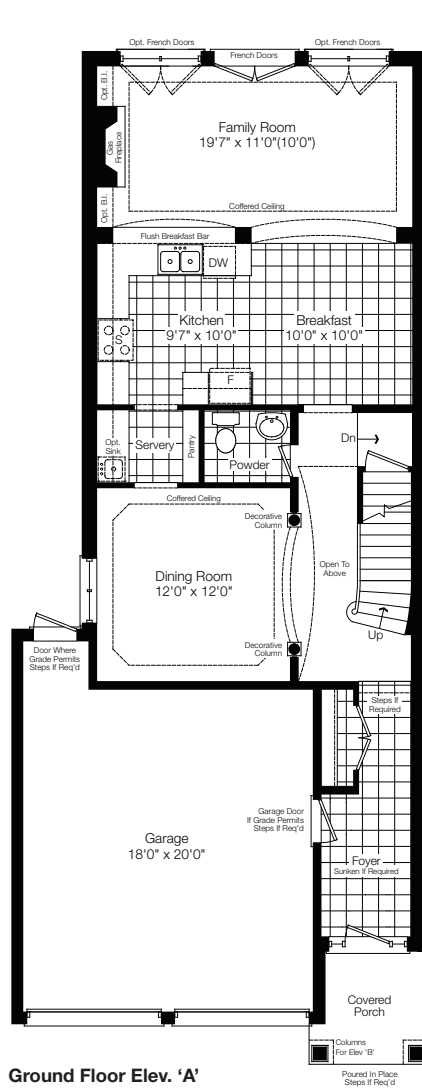 Opt. French Doors
French Doors
Opt. French Doors
Opt. B.I.
Family Room
19'7" x 11'0"(10'0")
Gas
Fireplace
Opt. B.I.
Coffered Ceiling
Flush Breakfast Bar
DW
Kitchen
9'7" x 10'0"
Breakfast
10'0" x 10'0"
S
F
Opt.
Sink
Servery
Pantry
Powder
Dn
Coffered Ceiling
Decorative
Column
Dining Room
12'0" x 12'0"
Open To
Above
Up
Decorative
Column
Door Where
Grade Permits
Steps If Req'd
Steps If
Required
Garage Door
If Grade Permits
Steps If Req'd
Garage
18'0" x 20'0"
Foyer
Sunken If Required
Covered
Porch
Columns
For Elev 'B'
Poured In Place
Steps If Req'd
Ground Floor Elev. ‘A’